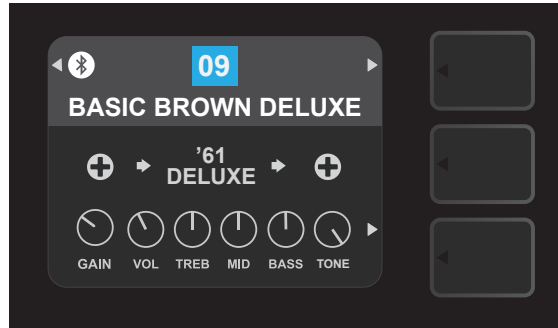 09
BASIC BROWN DELUXE
’61
DELUXE
GAIN VOL TREB MID BASS TONE